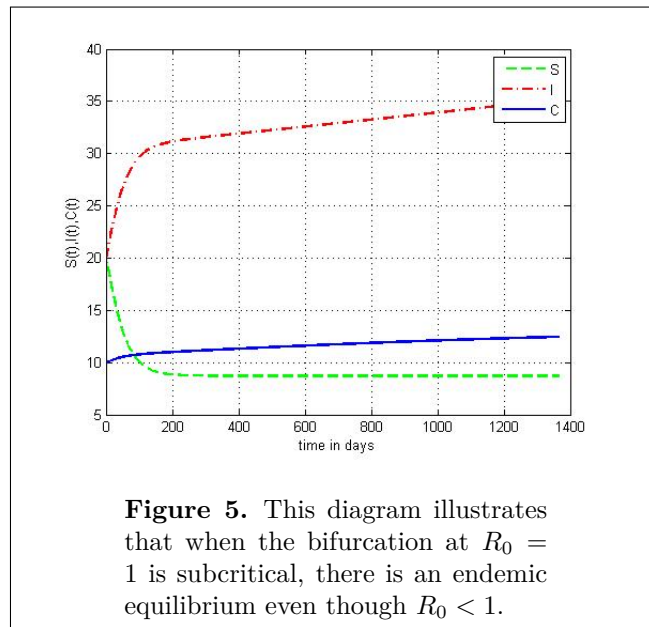 40
35
30
25
20
15
10
5
S(t),I(t),C(t)
S
I
C
0 200 400 600 800 1000 1200 1400
time in days
Figure 5. This diagram illustrates
that when the bifurcation at R₀ =
1 is subcritical, there is an endemic
equilibrium even though R₀ < 1.